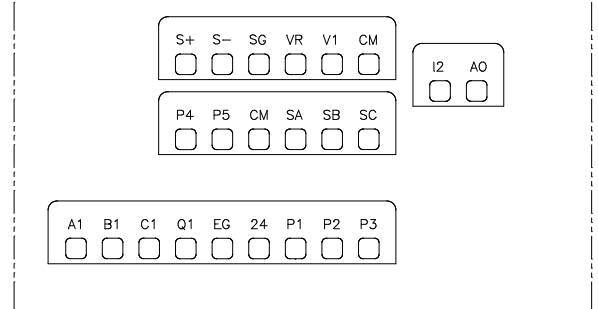 S+ S− SG VR V1 CM
I2 AO
P4 P5 CM SA SB SC
A1 B1 C1 Q1 EG 24 P1 P2 P3